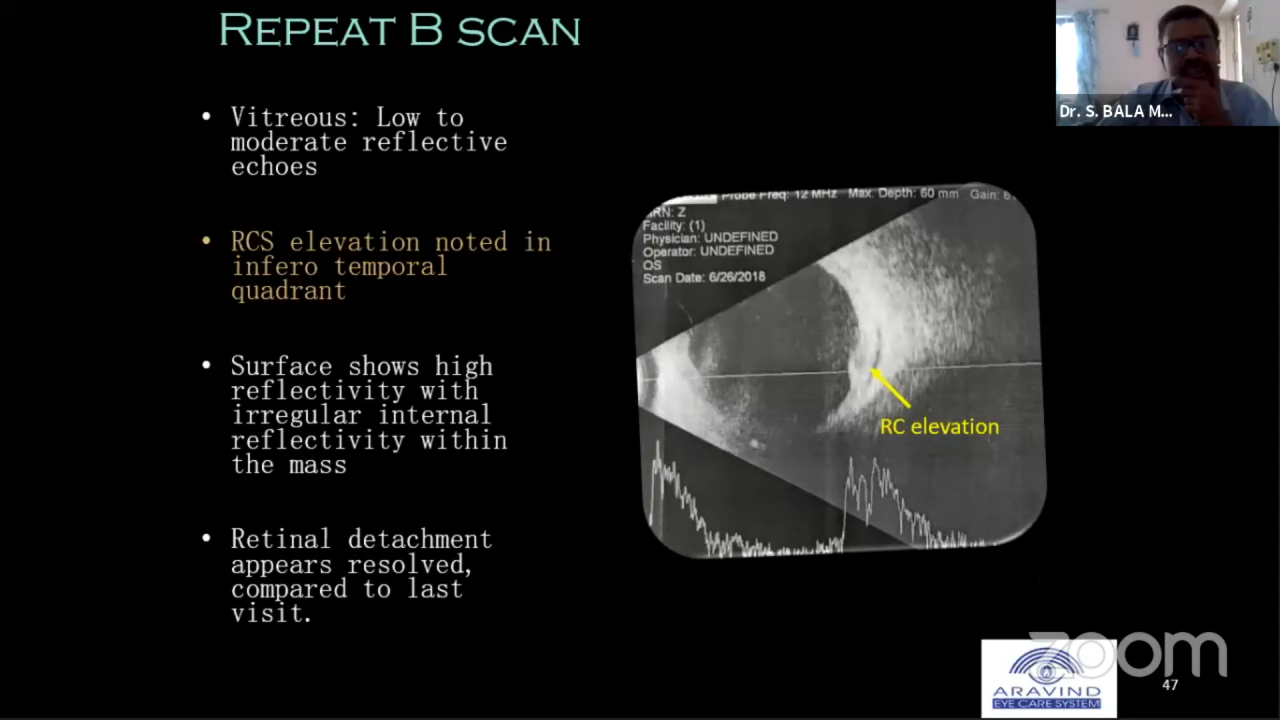 REPEAT B SCAN
Dr. S. BALA M...
• Vitreous: Low to
moderate reflective
echoes
• RCS elevation noted in
infero temporal
quadrant
• Surface shows high
reflectivity with
irregular internal
reflectivity within
the mass
• Retinal detachment
appears resolved,
compared to last
visit.
Probe Freq: 12 MHz Max. Depth: 60 mm Gain:
MRN: Z
Facility: (1)
Physician: UNDEFINED
Operator: UNDEFINED
OS
Scan Date: 6/26/2018
RC elevation
zoom
ARAVIND
EYE CARE SYSTEM
47